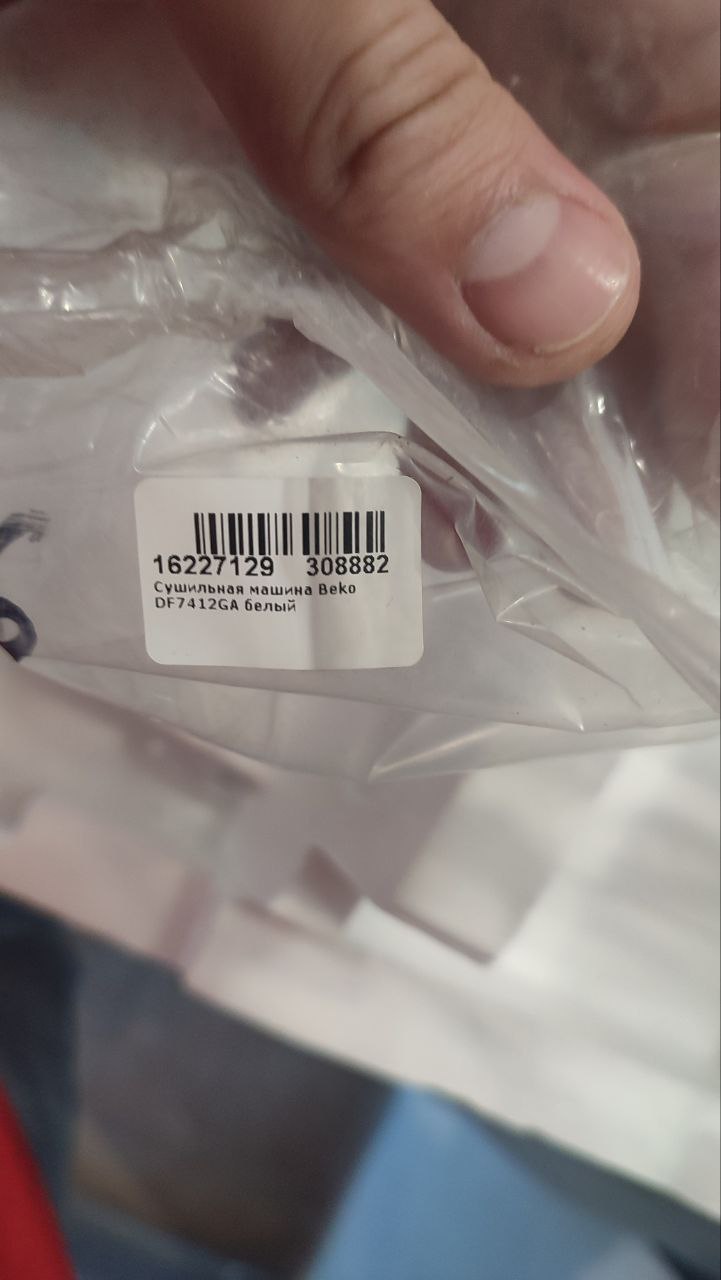 16227129 308882
Сушильная машина Beko
DF7412GA белый